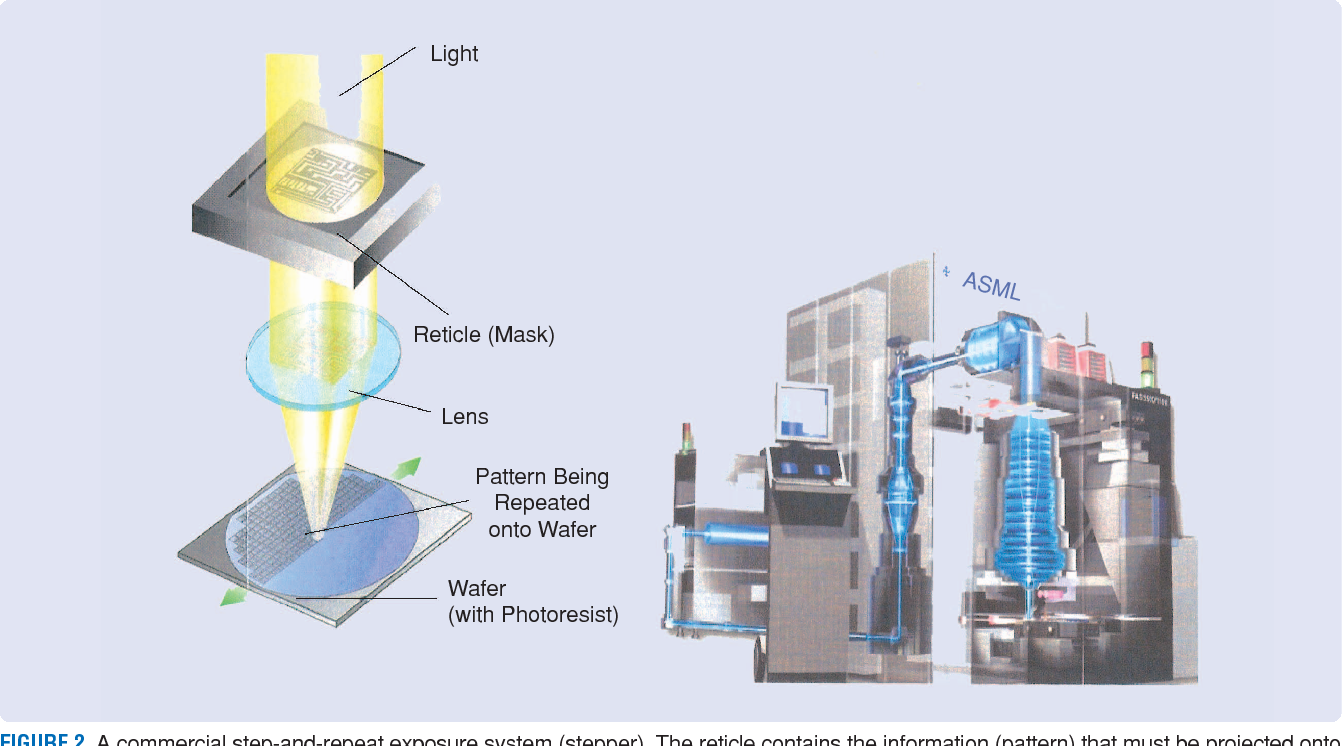 Light
Reticle (Mask)
Lens
Pattern Being
Repeated
onto Wafer
Wafer
(with Photoresist)
ASML
FIGURE 2 A commercial step-and-repeat exposure system (stepper). The reticle contains the information (pattern) that must be projected onto